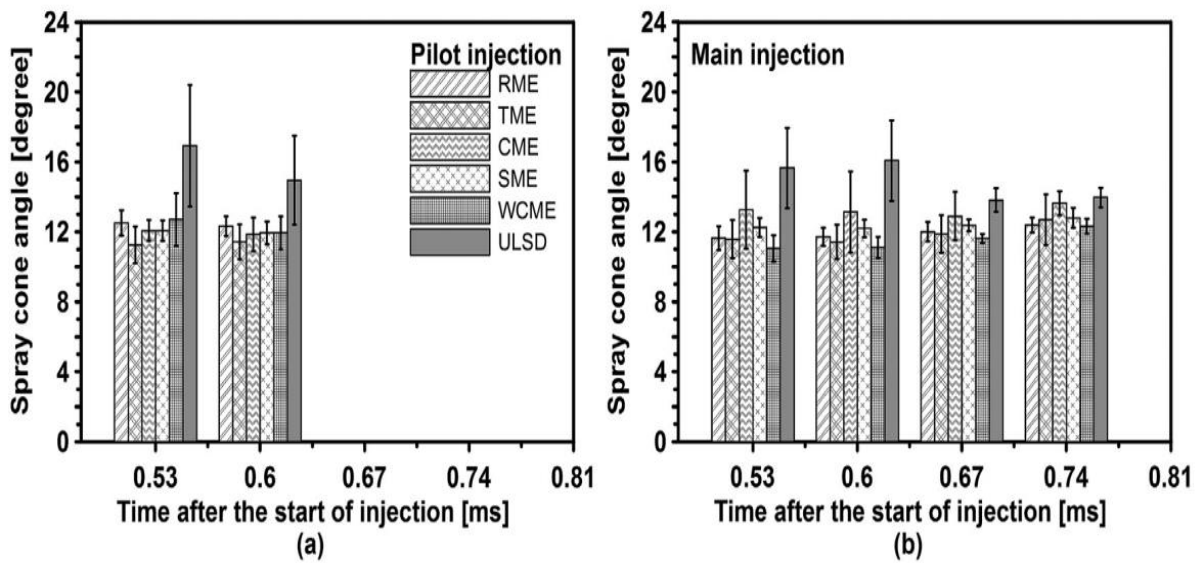 24
20
16
12
8
4
0
Spray cone angle [degree]
Pilot injection
RME
TME
CME
SME
WCME
ULSD
0.53 0.6 0.67 0.74 0.81
Time after the start of injection [ms]
(a)
24
20
16
12
8
4
0
Spray cone angle [degree]
Main injection
0.53 0.6 0.67 0.74 0.81
Time after the start of injection [ms]
(b)